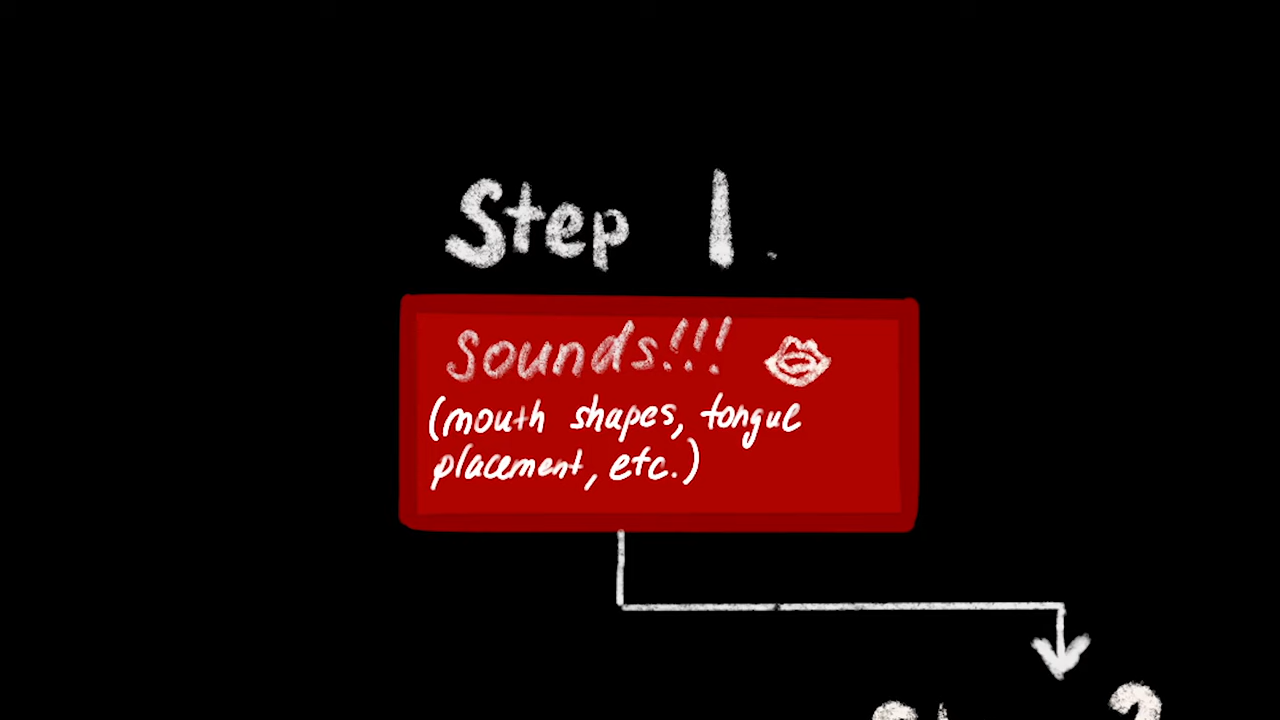 Step 1.
Sounds!!!
(mouth shapes, tongue
placement, etc.)